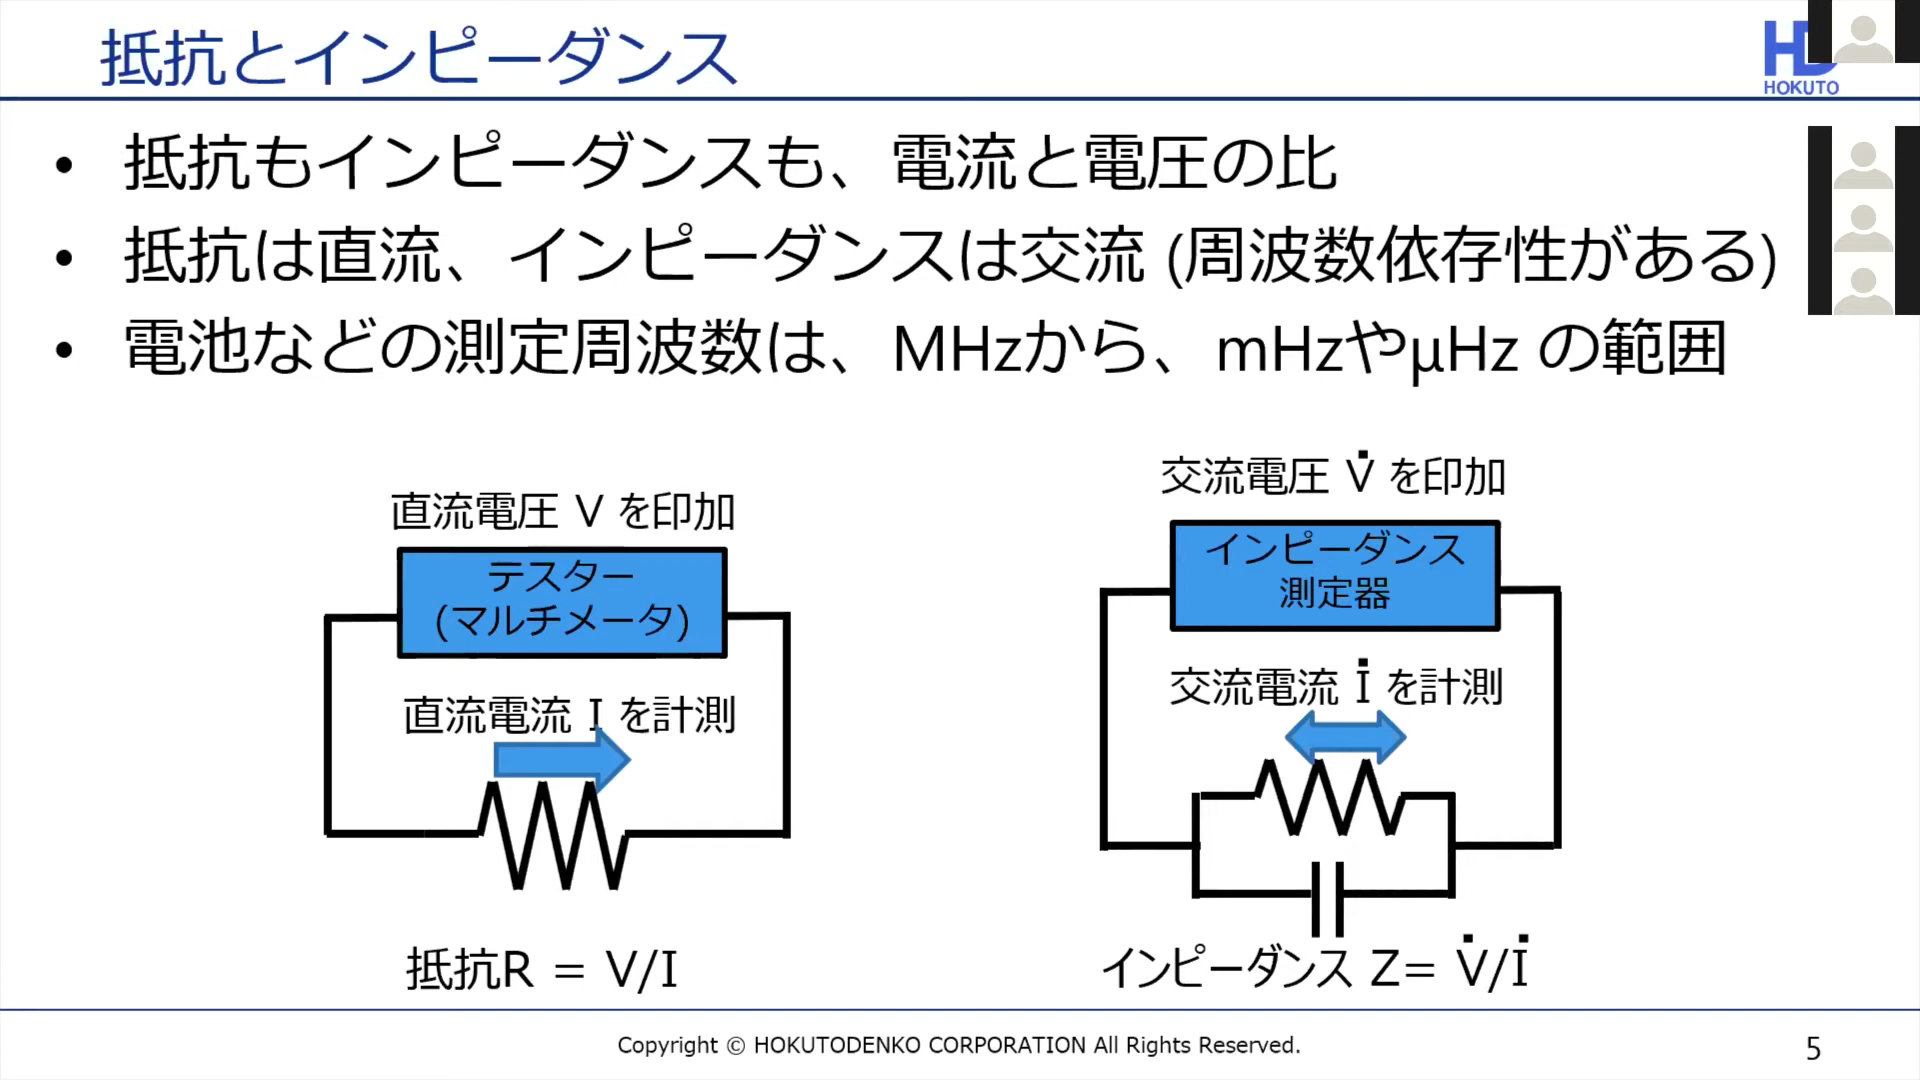 抵抗とインピーダンス
HOKUTO
• 抵抗もインピーダンスも、電流と電圧の比
• 抵抗は直流、インピーダンスは交流 (周波数依存性がある)
• 電池などの測定周波数は、MHzから、mHzやμHz の範囲
直流電圧 V を印加
テスター
(マルチメータ)
直流電流 I を計測
抵抗R = V/I
交流電圧 V̇ を印加
インピーダンス
測定器
交流電流 İ を計測
インピーダンス Z= V̇/İ
Copyright © HOKUTODENKO CORPORATION All Rights Reserved.
5